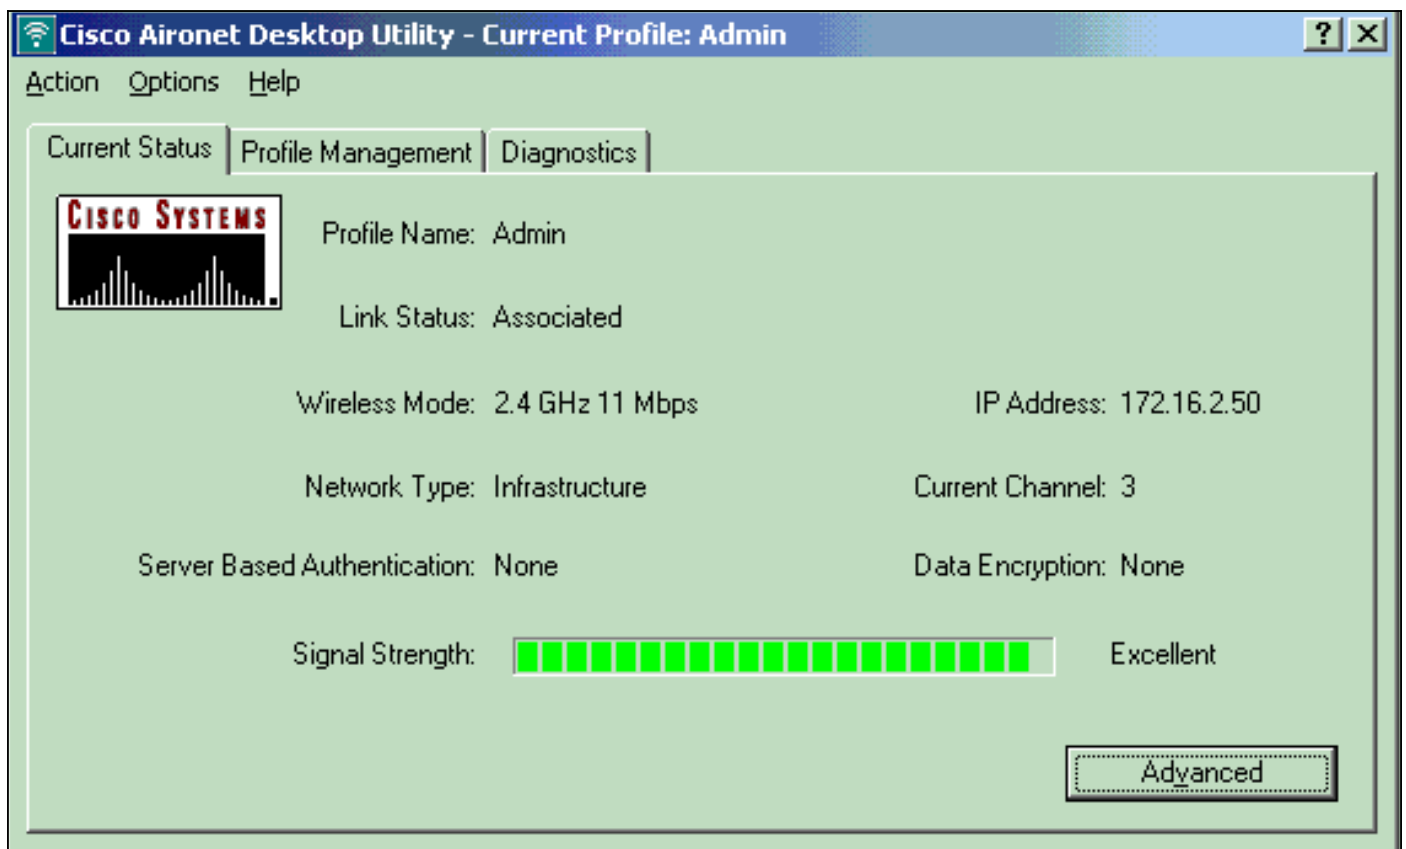 Cisco Aironet Desktop Utility - Current Profile: Admin
Action Options Help
Current Status Profile Management Diagnostics
CISCO SYSTEMS
Profile Name: Admin
Link Status: Associated
Wireless Mode: 2.4 GHz 11 Mbps IP Address: 172.16.2.50
Network Type: Infrastructure Current Channel: 3
Server Based Authentication: None Data Encryption: None
Signal Strength: Excellent
Advanced